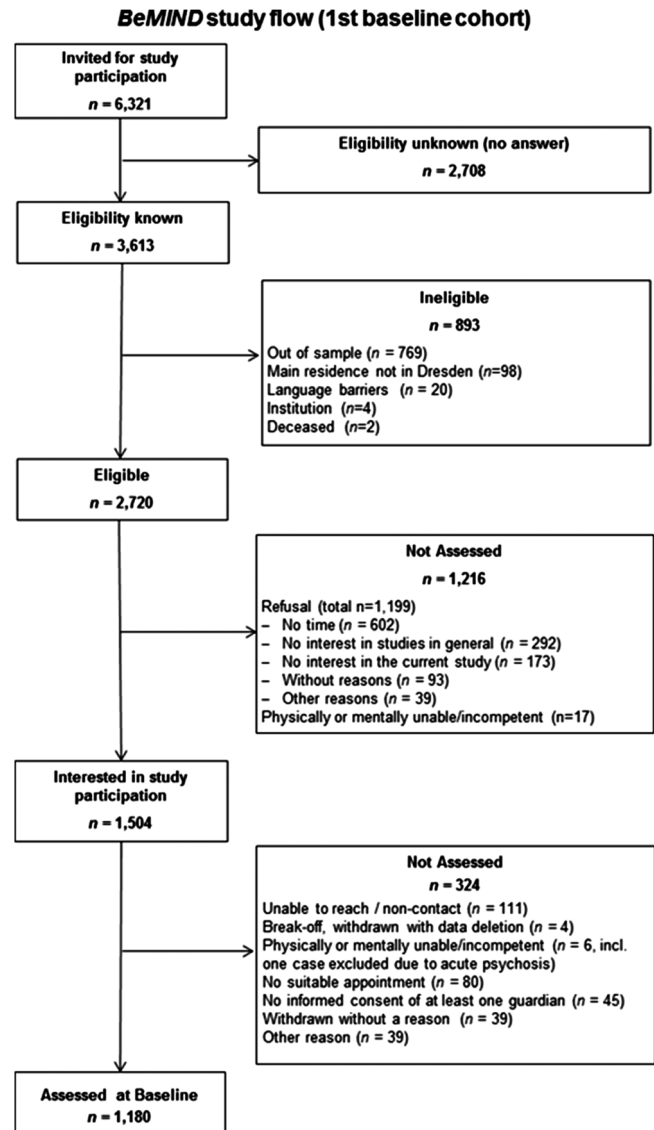 BeMIND study flow (1st baseline cohort)
Invited for study
participation
n = 6,321
Eligibility unknown (no answer)
n = 2,708
Eligibility known
n = 3,613
Ineligible
n = 893
Out of sample (n = 769)
Main residence not in Dresden (n=98)
Language barriers (n = 20)
Institution (n=4)
Deceased (n=2)
Eligible
n = 2,720
Not Assessed
n = 1,216
Refusal (total n=1,199)
– No time (n = 602)
– No interest in studies in general (n = 292)
– No interest in the current study (n = 173)
– Without reasons (n = 93)
– Other reasons (n = 39)
Physically or mentally unable/incompetent (n=17)
Interested in study
participation
n = 1,504
Not Assessed
n = 324
Unable to reach / non-contact (n = 111)
Break-off, withdrawn with data deletion (n = 4)
Physically or mentally unable/incompetent (n = 6, incl.
one case excluded due to acute psychosis)
No suitable appointment (n = 80)
No informed consent of at least one guardian (n = 45)
Withdrawn without a reason (n = 39)
Other reason (n = 39)
Assessed at Baseline
n = 1,180